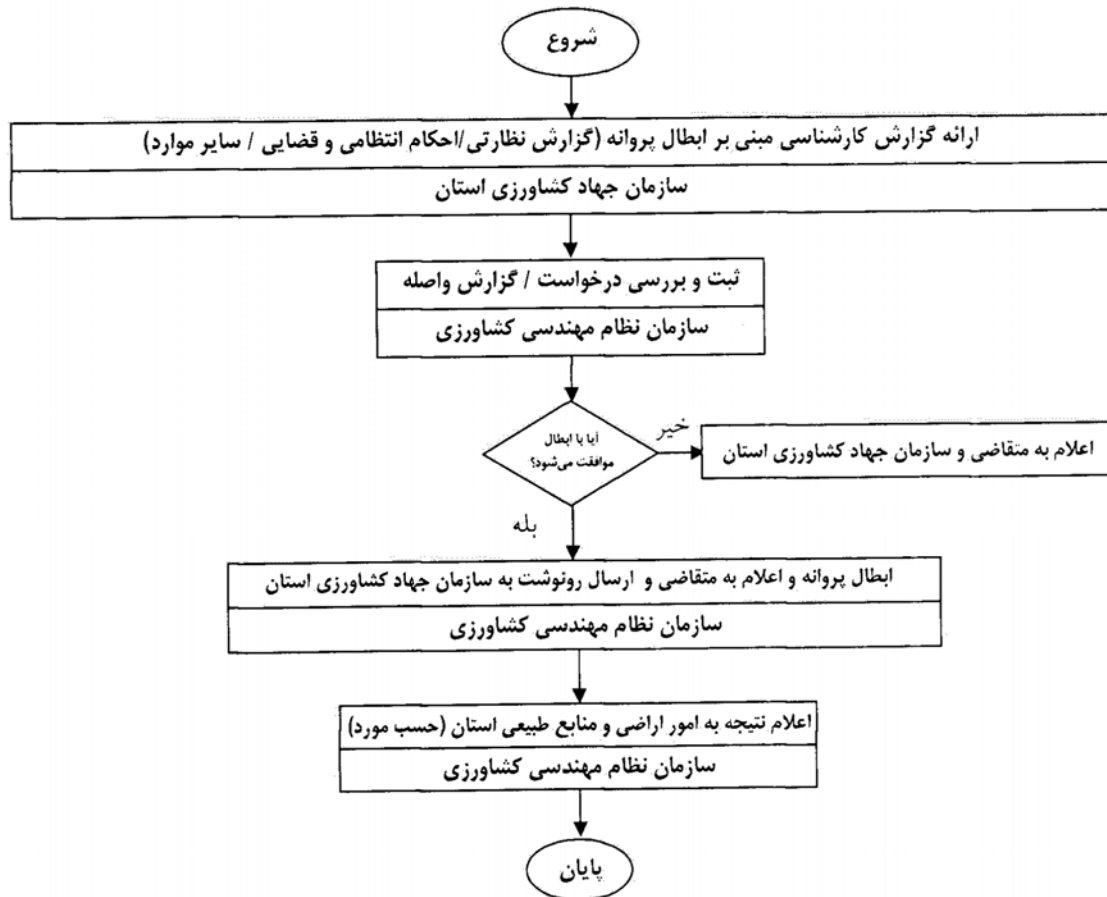 شروع
ارائه گزارش کارشناسی مبنی بر ابطال پروانه (گزارش نظارتی/احکام انتظامی و قضایی / سایر موارد)
سازمان جهاد کشاورزی استان
ثبت و بررسی درخواست / گزارش واصله
سازمان نظام مهندسی کشاورزی
آیا با ابطال
موافقت می‌شود؟
خیر
اعلام به متقاضی و سازمان جهاد کشاورزی استان
بله
ابطال پروانه و اعلام به متقاضی و ارسال رونوشت به سازمان جهاد کشاورزی استان
سازمان نظام مهندسی کشاورزی
اعلام نتیجه به امور اراضی و منابع طبیعی استان (حسب مورد)
سازمان نظام مهندسی کشاورزی
پایان